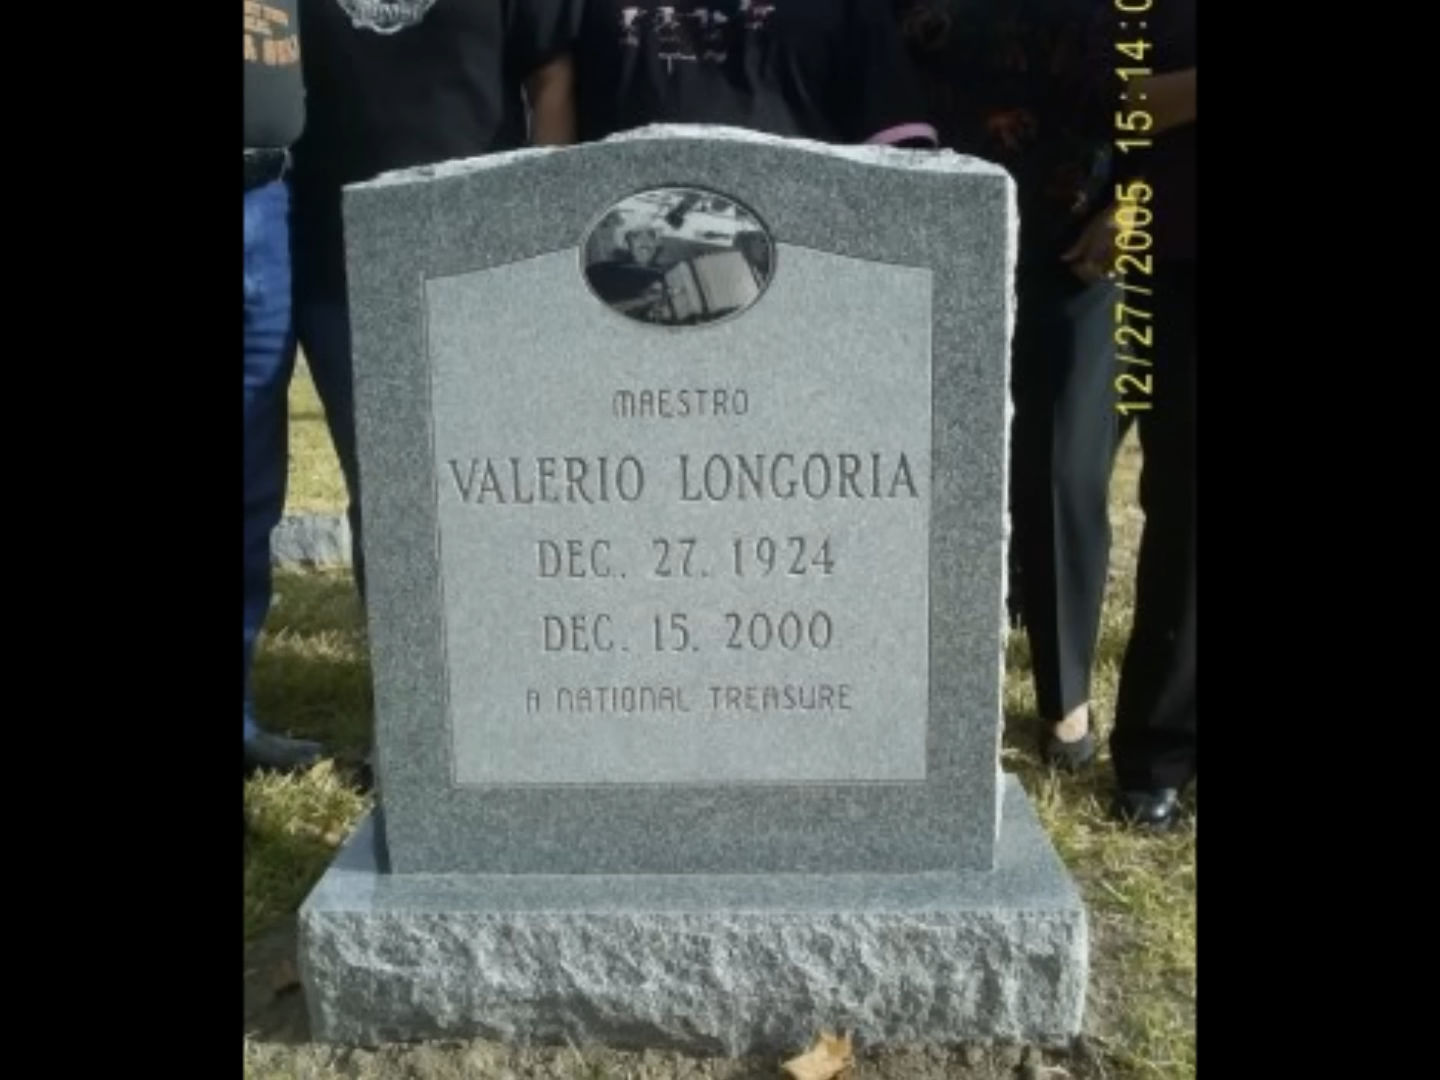 MAESTRO
VALERIO LONGORIA
DEC. 27. 1924
DEC. 15. 2000
A NATIONAL TREASURE
12/27/2005 15:14:0